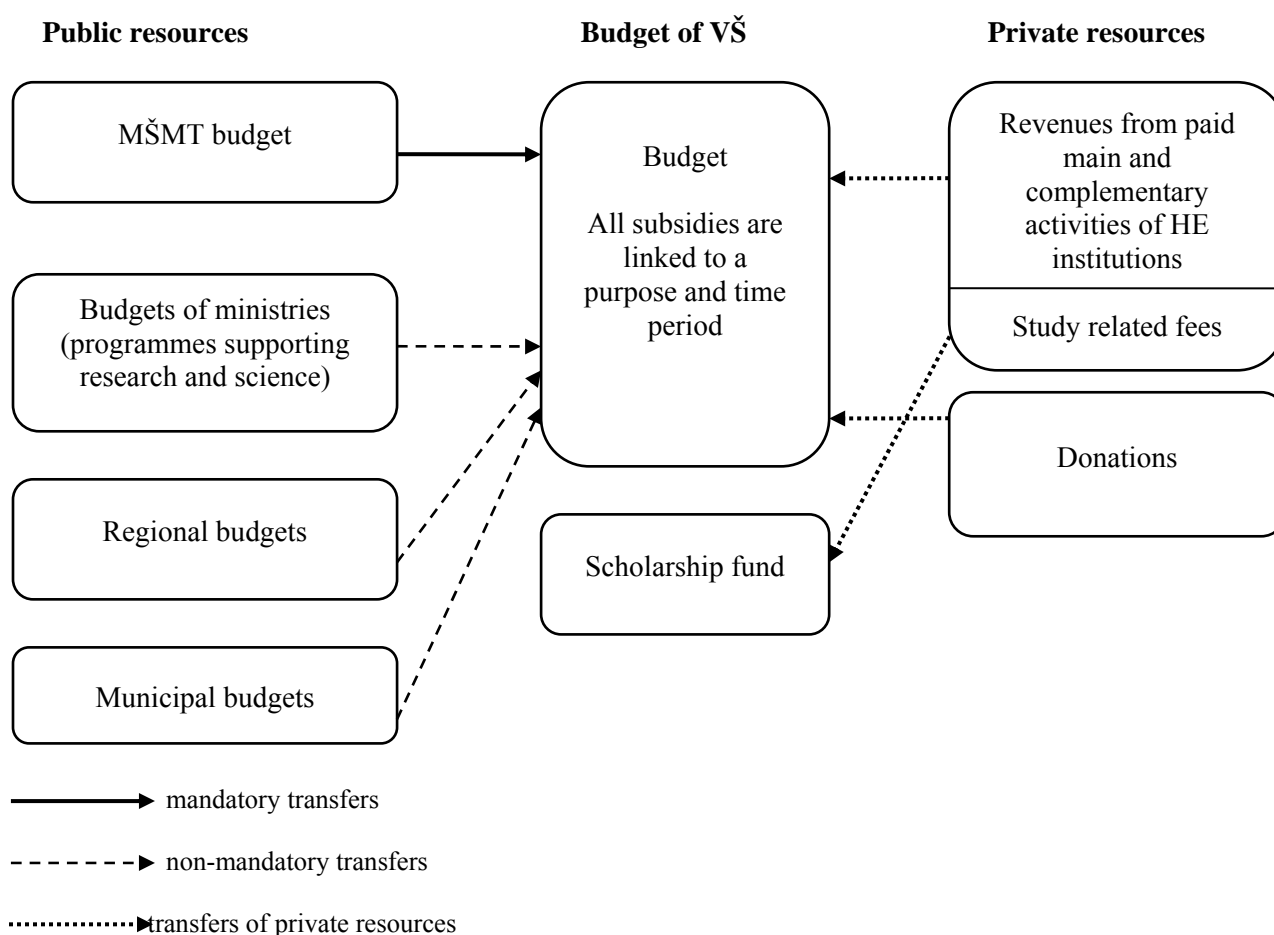 Public resources
Budget of VŠ
Private resources
MŠMT budget
Budgets of ministries
(programmes supporting
research and science)
Regional budgets
Municipal budgets
Budget
All subsidies are
linked to a
purpose and time
period
Scholarship fund
Revenues from paid
main and
complementary
activities of HE
institutions
Study related fees
Donations
mandatory transfers
non-mandatory transfers
transfers of private resources